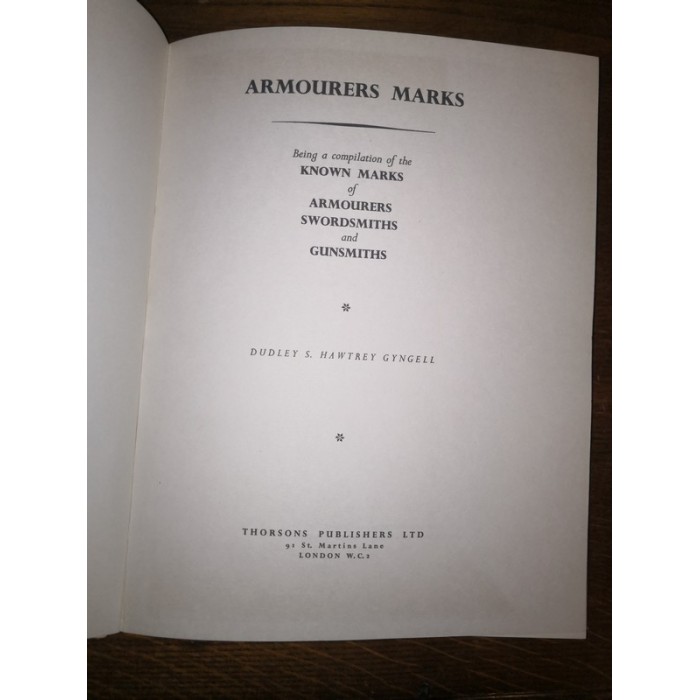 ARMOURERS MARKS
Being a compilation of the
KNOWN MARKS
of
ARMOURERS
SWORDSMITHS
and
GUNSMITHS
DUDLEY S. HAWTREY GYNGELL
THORSONS PUBLISHERS LTD
91 St. Martins Lane
LONDON W.C.2